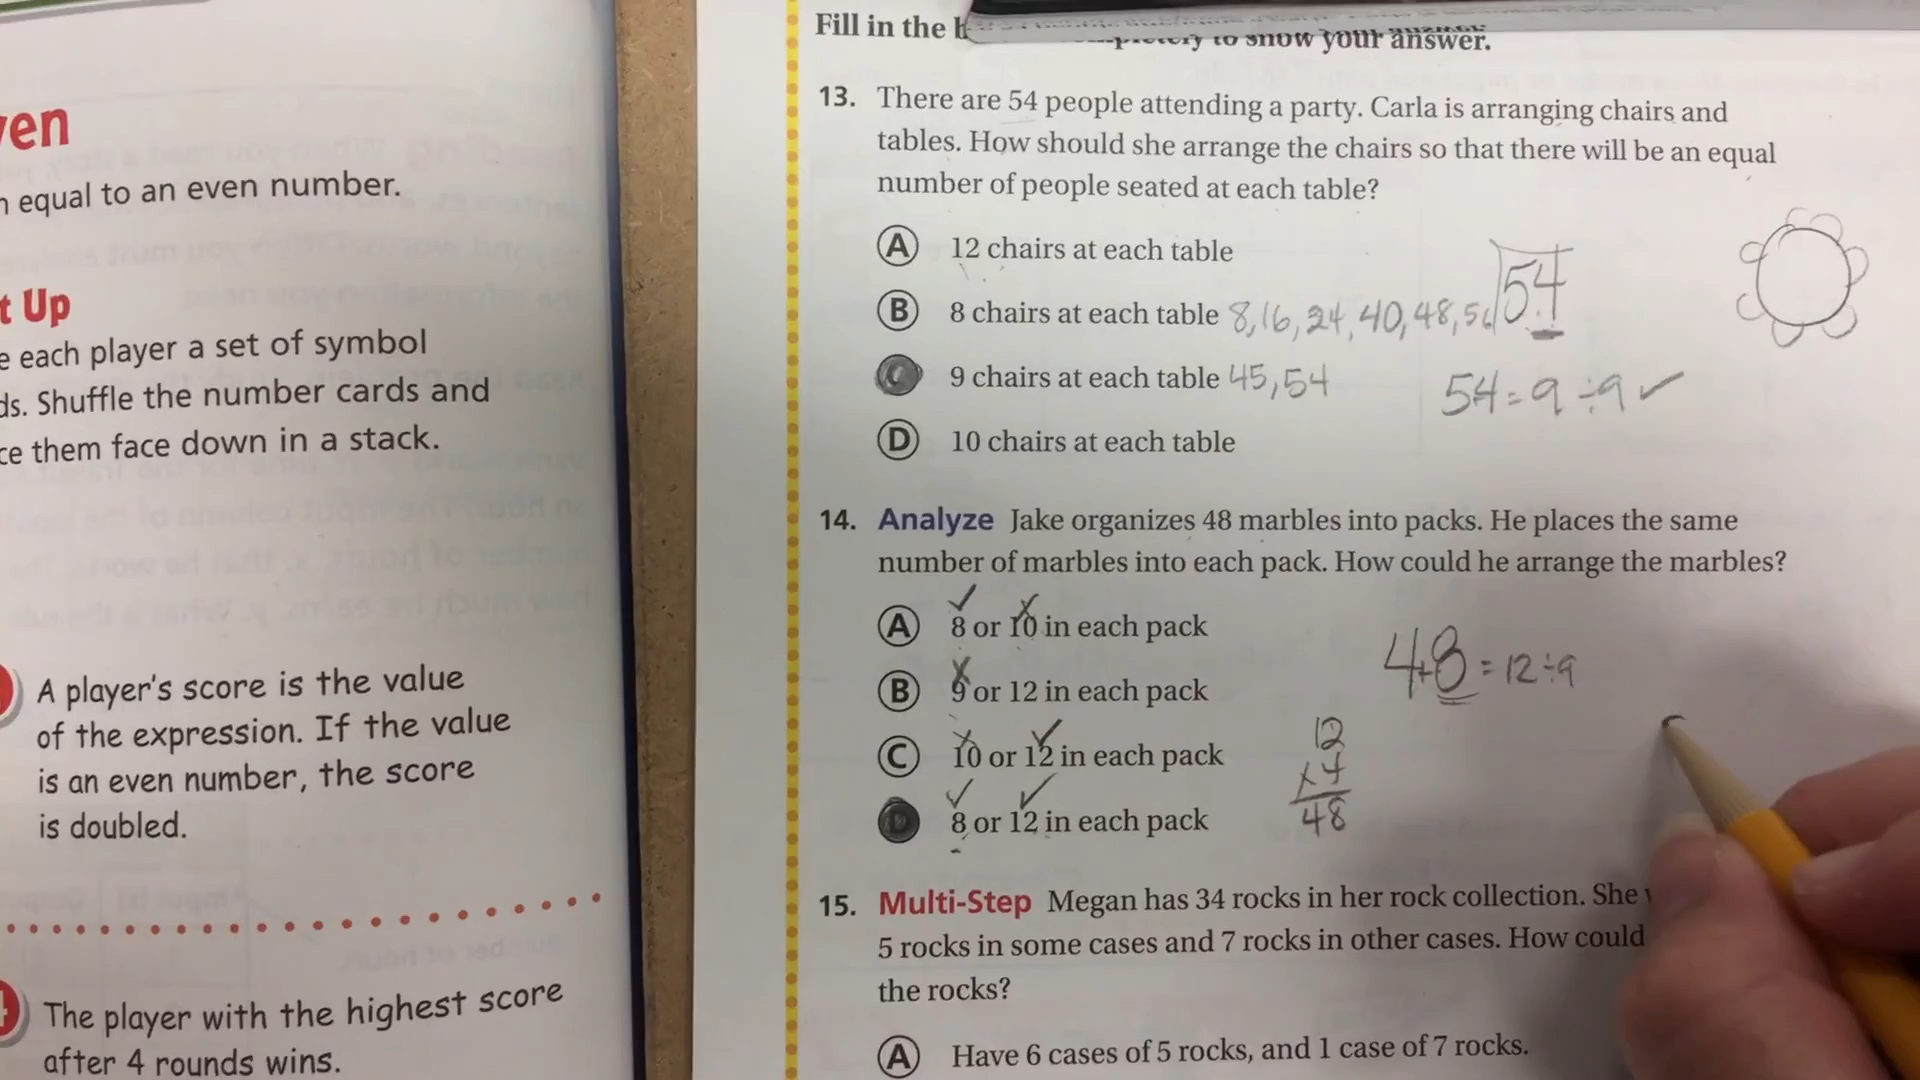 ven
equal to an even number.
t Up
e each player a set of symbol
ds. Shuffle the number cards and
ce them face down in a stack.
A player's score is the value
of the expression. If the value
is an even number, the score
is doubled.
The player with the highest score
after 4 rounds wins.
Fill in the
to show your answer.
13. There are 54 people attending a party. Carla is arranging chairs and
tables. How should she arrange the chairs so that there will be an equal
number of people seated at each table?
A 12 chairs at each table
54
B 8 chairs at each table 8,16,24,40,48,56
C 9 chairs at each table 45,54
54=9÷9✓
D 10 chairs at each table
14. Analyze Jake organizes 48 marbles into packs. He places the same
number of marbles into each pack. How could he arrange the marbles?
A 8 or 10 in each pack
48=12÷9
B 9 or 12 in each pack
C 10 or 12 in each pack
12
×4
48
D 8 or 12 in each pack
15. Multi-Step Megan has 34 rocks in her rock collection. She
5 rocks in some cases and 7 rocks in other cases. How could
the rocks?
A Have 6 cases of 5 rocks, and 1 case of 7 rocks.